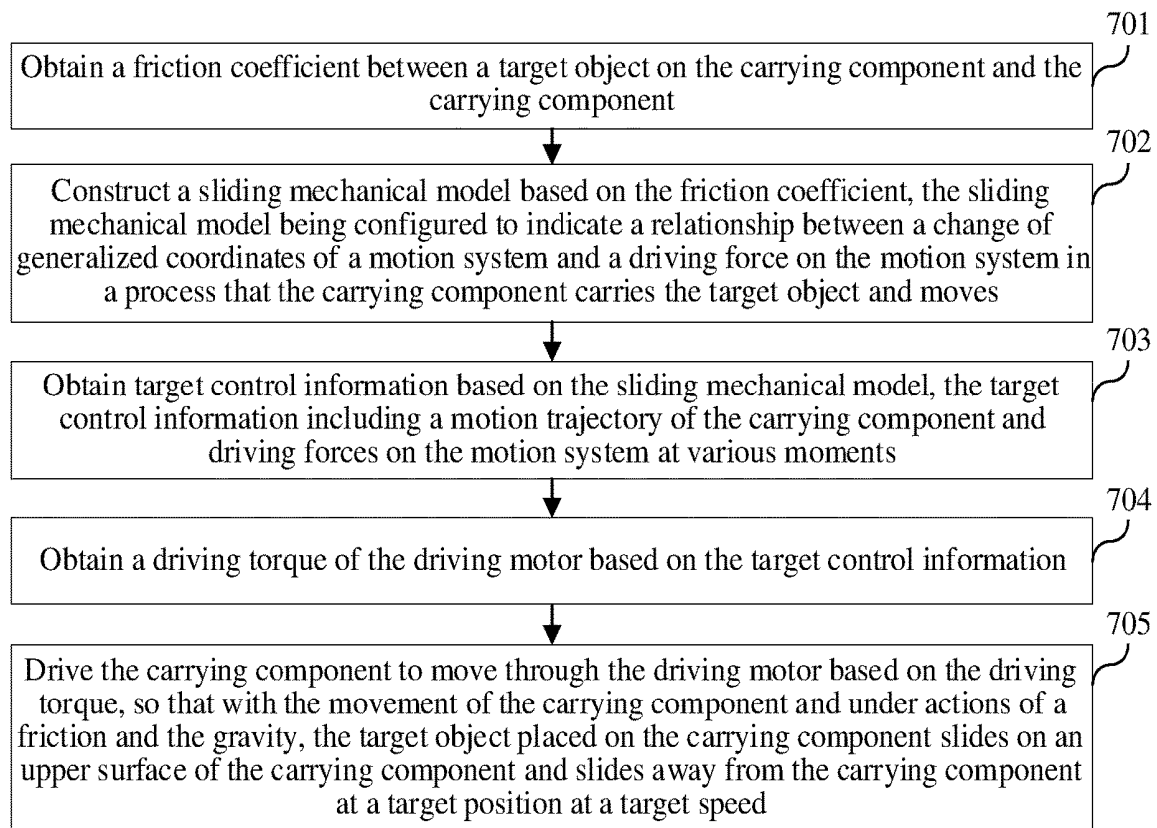 701
Obtain a friction coefficient between a target object on the carrying component and the
carrying component
702
Construct a sliding mechanical model based on the friction coefficient, the sliding
mechanical model being configured to indicate a relationship between a change of
generalized coordinates of a motion system and a driving force on the motion system in
a process that the carrying component carries the target object and moves
703
Obtain target control information based on the sliding mechanical model, the target
control information including a motion trajectory of the carrying component and
driving forces on the motion system at various moments
704
Obtain a driving torque of the driving motor based on the target control information
705
Drive the carrying component to move through the driving motor based on the driving
torque, so that with the movement of the carrying component and under actions of a
friction and the gravity, the target object placed on the carrying component slides on an
upper surface of the carrying component and slides away from the carrying component
at a target position at a target speed